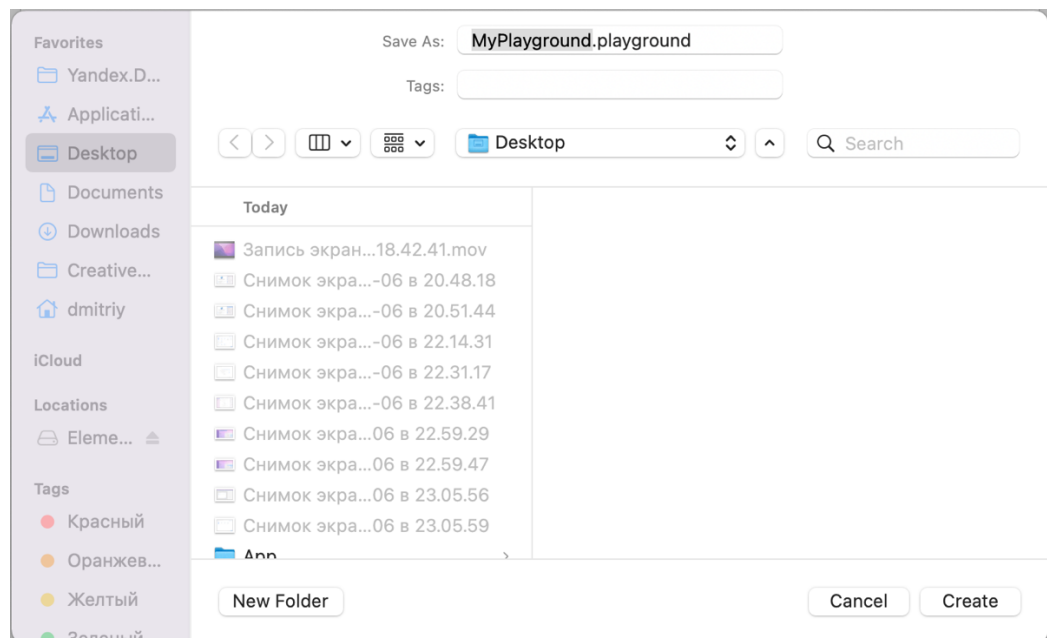 Favorites
Yandex.D...
Applicati...
Desktop
Documents
Downloads
Creative...
dmitriy
iCloud
Locations
Eleme...
Tags
Красный
Оранжев...
Желтый
Зеленый
Save As: MyPlayground.playground
Tags:
Desktop
Search
Today
Запись экран...18.42.41.mov
Снимок экра...-06 в 20.48.18
Снимок экра...-06 в 20.51.44
Снимок экра...-06 в 22.14.31
Снимок экра...-06 в 22.31.17
Снимок экра...-06 в 22.38.41
Снимок экра...06 в 22.59.29
Снимок экра...06 в 22.59.47
Снимок экра...06 в 23.05.56
Снимок экра...06 в 23.05.59
App
New Folder
Cancel
Create